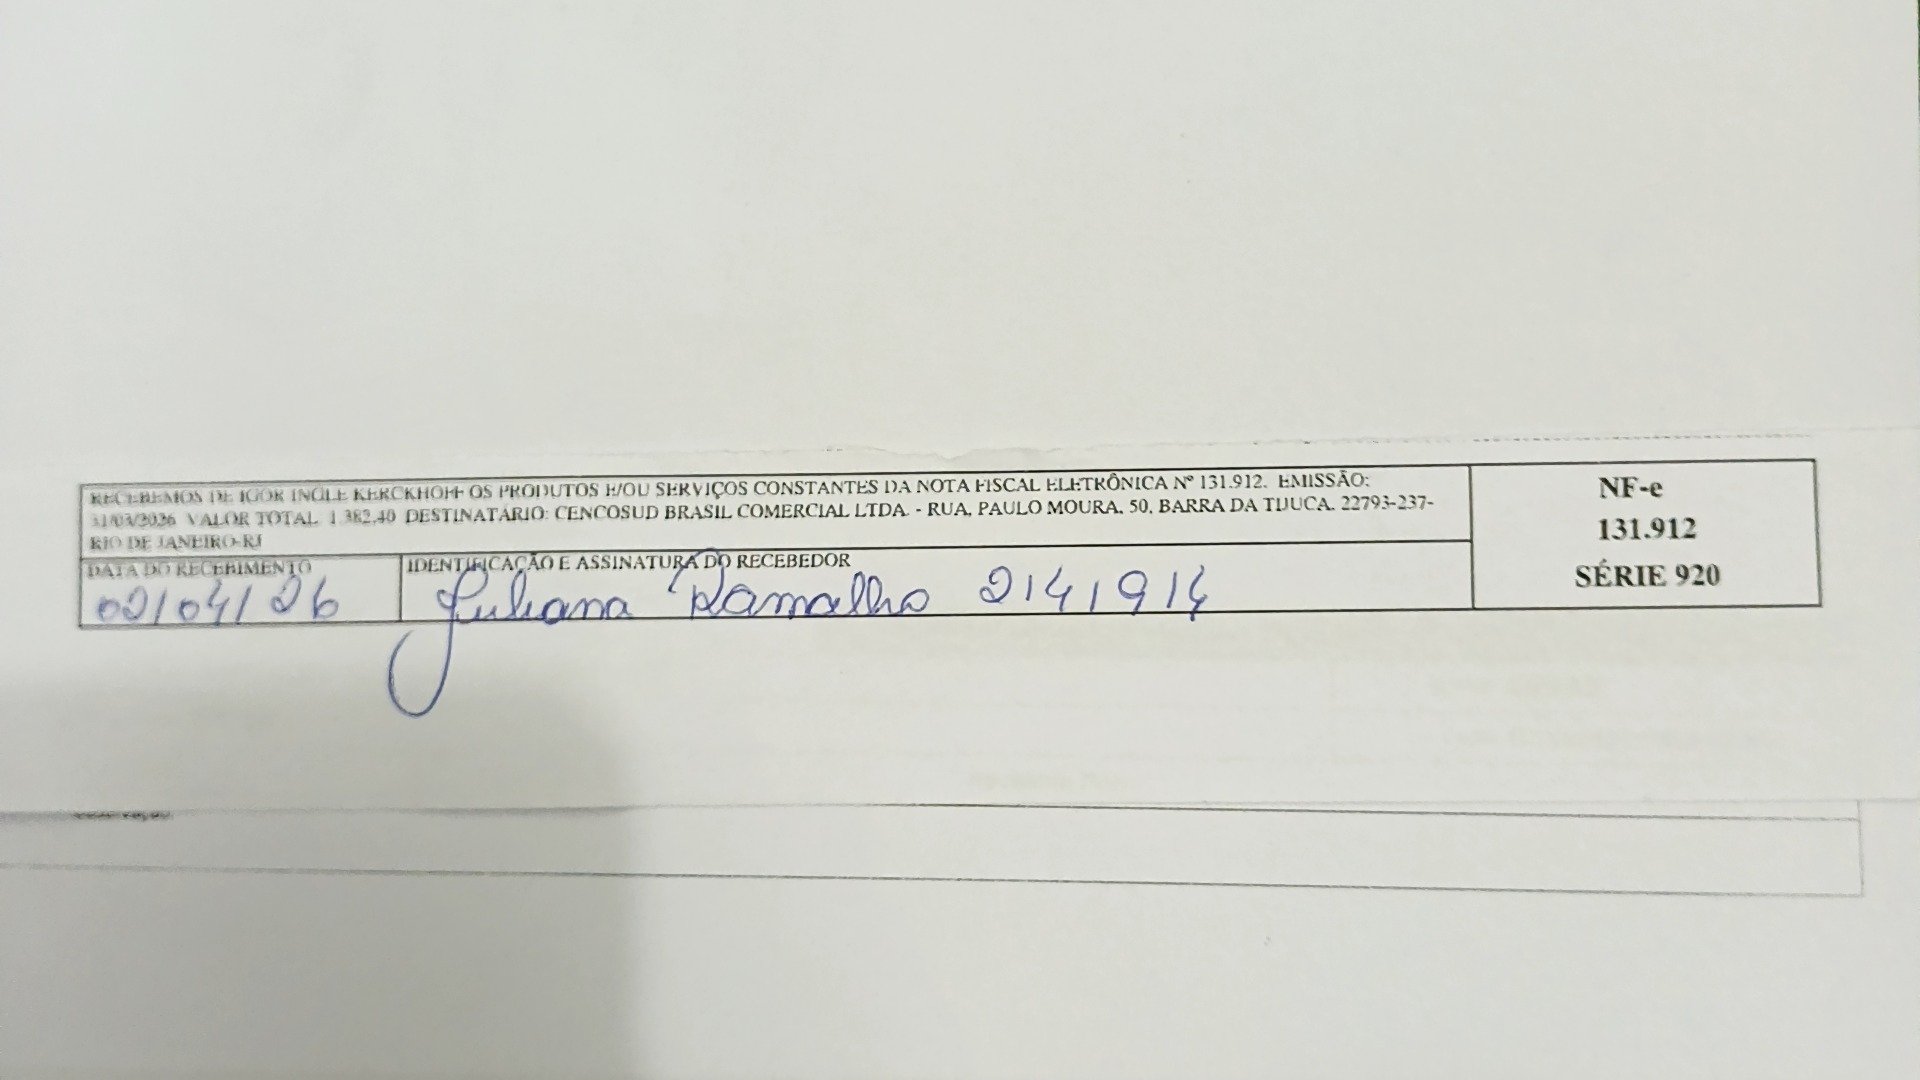 RECEBEMOS DE IGOR INGLE KERCKHOFF OS PRODUTOS E/OU SERVIÇOS CONSTANTES DA NOTA FISCAL ELETRÔNICA Nº 131.912. EMISSÃO:
31/03/2026 VALOR TOTAL 1.382,40 DESTINATÁRIO: CENCOSUD BRASIL COMERCIAL LTDA. - RUA, PAULO MOURA, 50, BARRA DA TIJUCA. 22793-237-
RIO DE JANEIRO-RJ
DATA DO RECEBIMENTO
02/04/26
IDENTIFICAÇÃO E ASSINATURA DO RECEBEDOR
Juliana Ramalho 2141914
NF-e
131.912
SÉRIE 920